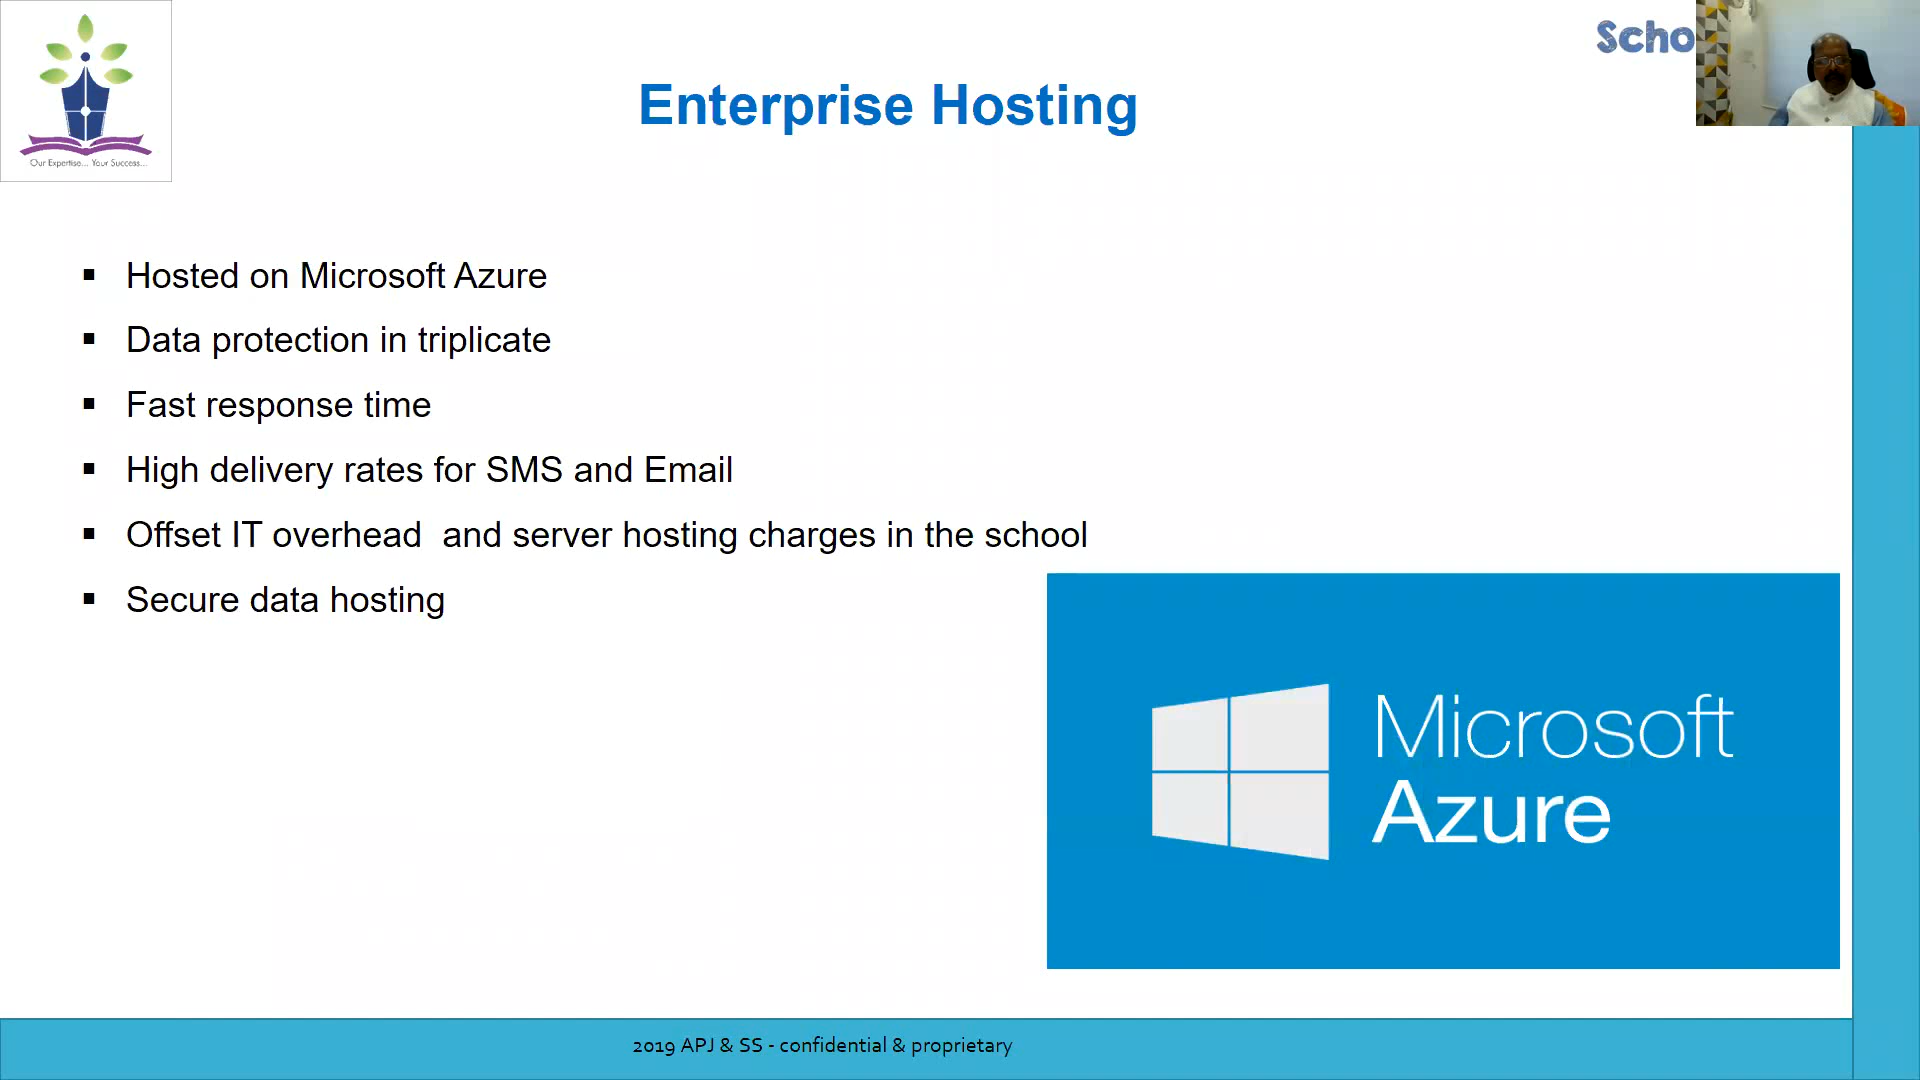 Scho
Enterprise Hosting
Our Expertise... Your Success...
▪ Hosted on Microsoft Azure
▪ Data protection in triplicate
▪ Fast response time
▪ High delivery rates for SMS and Email
▪ Offset IT overhead  and server hosting charges in the school
▪ Secure data hosting
Microsoft
Azure
2019 APJ & SS - confidential & proprietary